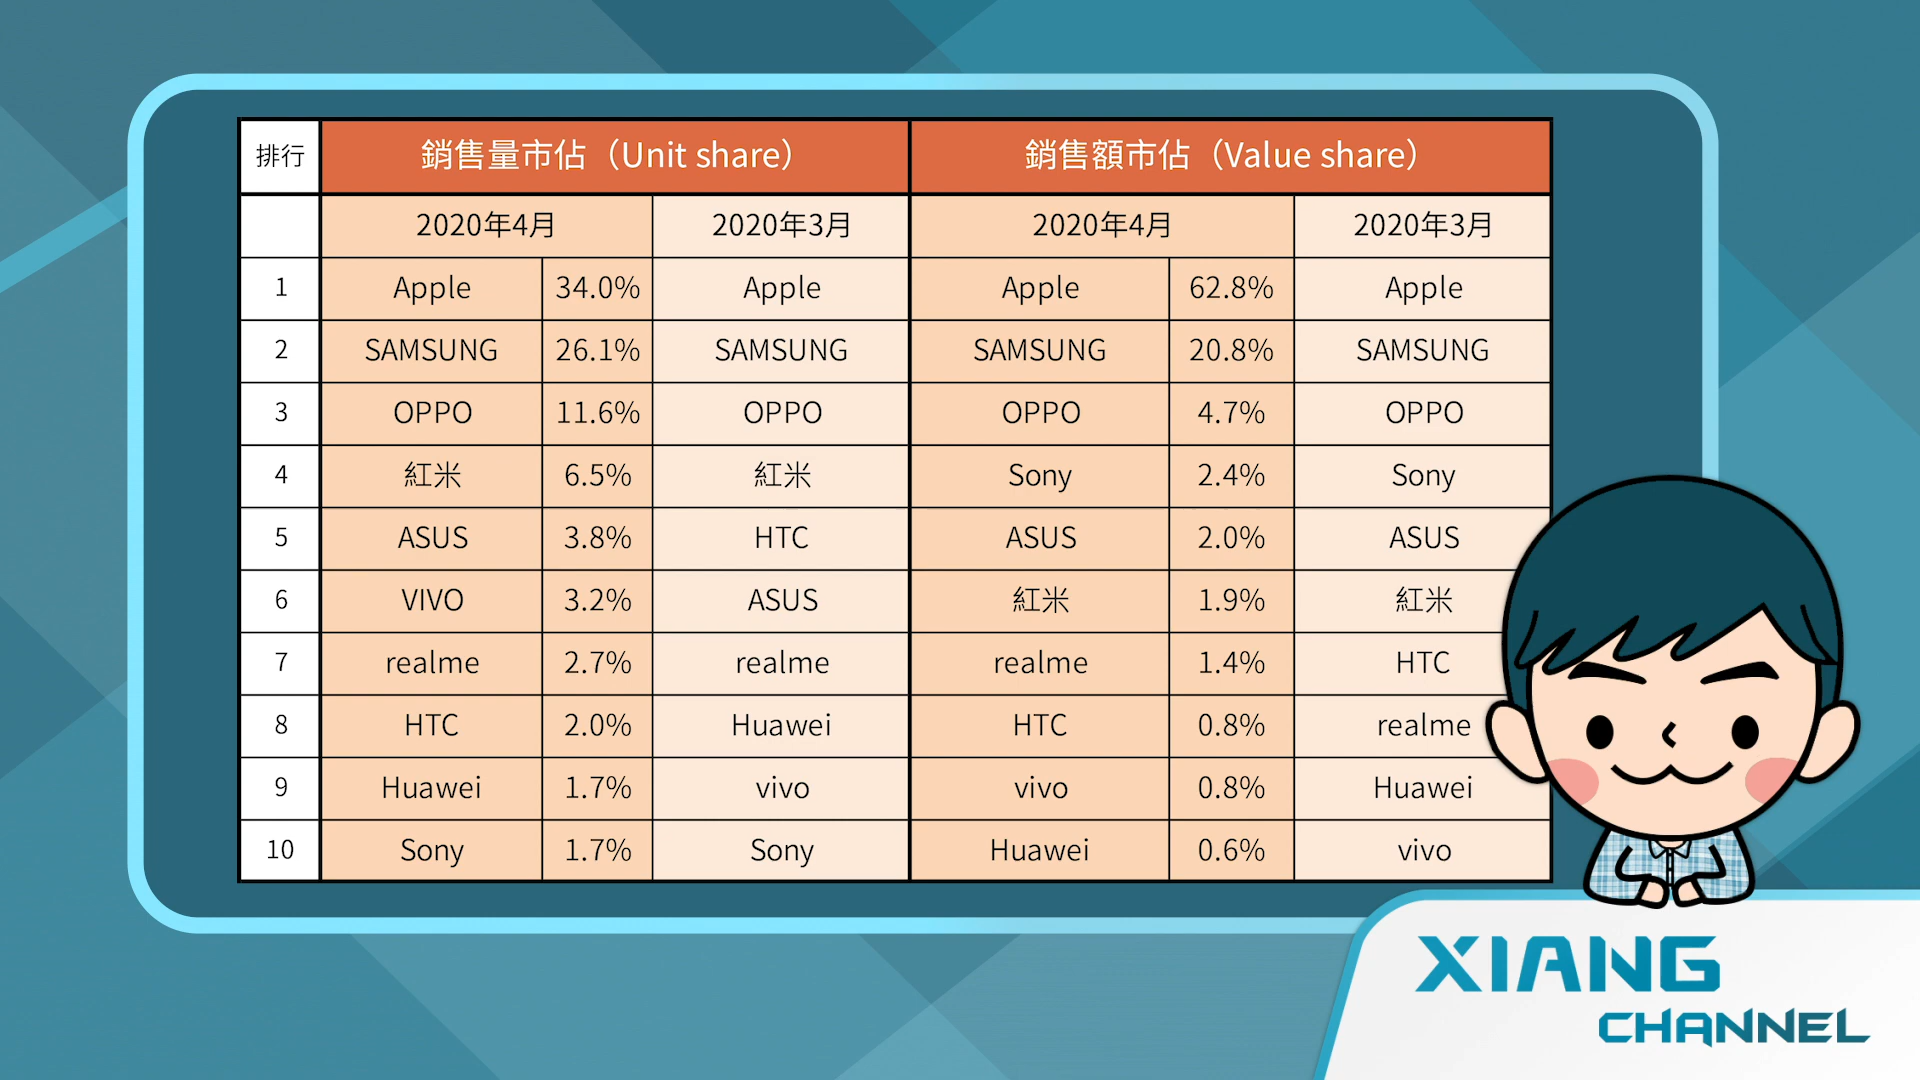 排行 銷售量市佔（Unit share） 銷售額市佔（Value share）
2020年4月 2020年3月 2020年4月 2020年3月
1 Apple 34.0% Apple Apple 62.8% Apple
2 SAMSUNG 26.1% SAMSUNG SAMSUNG 20.8% SAMSUNG
3 OPPO 11.6% OPPO OPPO 4.7% OPPO
4 紅米 6.5% 紅米 Sony 2.4% Sony
5 ASUS 3.8% HTC ASUS 2.0% ASUS
6 VIVO 3.2% ASUS 紅米 1.9% 紅米
7 realme 2.7% realme realme 1.4% HTC
8 HTC 2.0% Huawei HTC 0.8% realme
9 Huawei 1.7% vivo vivo 0.8% Huawei
10 Sony 1.7% Sony Huawei 0.6% vivo
XIANG
CHANNEL